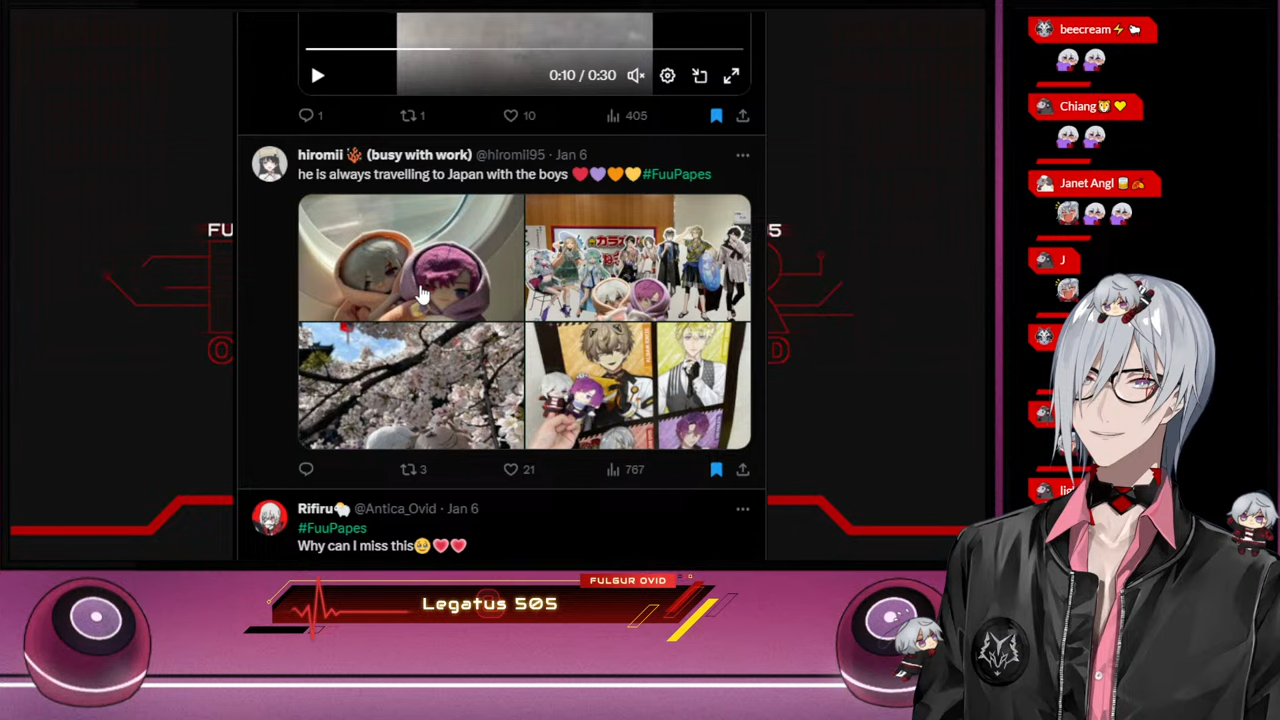 0:10 / 0:30
1
1
10
405
hiromii (busy with work) @hIromII95 · Jan 6
he is always travelling to Japan with the boys ❤️💜🧡💛#FuuPapes
3
21
767
Rifiru @AntIca_OvId · Jan 6
#FuuPapes
Why can I miss this🥹❤️❤️
FU
5
O
D
FULGUR OVID
Legatus 505
beecream⚡
Chiang🐯💛
Janet Angl
J